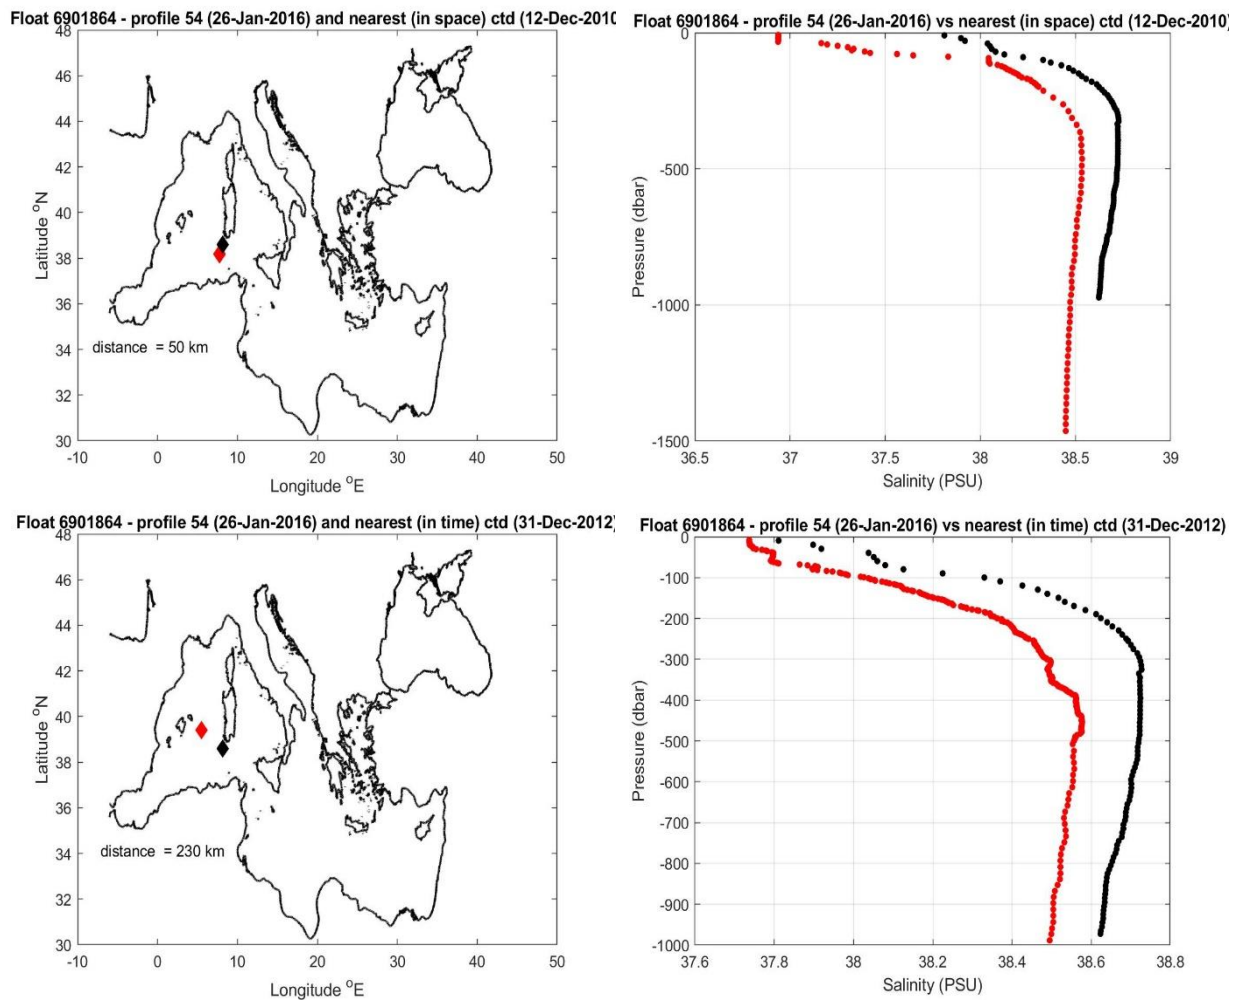 Float 6901864 - profile 54 (26-Jan-2016) and nearest (in space) ctd (12-Dec-2010)
48
46
44
42
40
38
36
34
32
30
Latitude °N
distance = 50 km
-10 0 10 20 30 40 50
Longitude °E
Float 6901864 - profile 54 (26-Jan-2016) vs nearest (in space) ctd (12-Dec-2010)
0
-500
-1000
-1500
Pressure (dbar)
36.5 37 37.5 38 38.5 39
Salinity (PSU)
Float 6901864 - profile 54 (26-Jan-2016) and nearest (in time) ctd (31-Dec-2012)
48
46
44
42
40
38
36
34
32
30
Latitude °N
distance = 230 km
-10 0 10 20 30 40 50
Longitude °E
Float 6901864 - profile 54 (26-Jan-2016) vs nearest (in time) ctd (31-Dec-2012)
0
-100
-200
-300
-400
-500
-600
-700
-800
-900
-1000
Pressure (dbar)
37.6 37.8 38 38.2 38.4 38.6 38.8
Salinity (PSU)